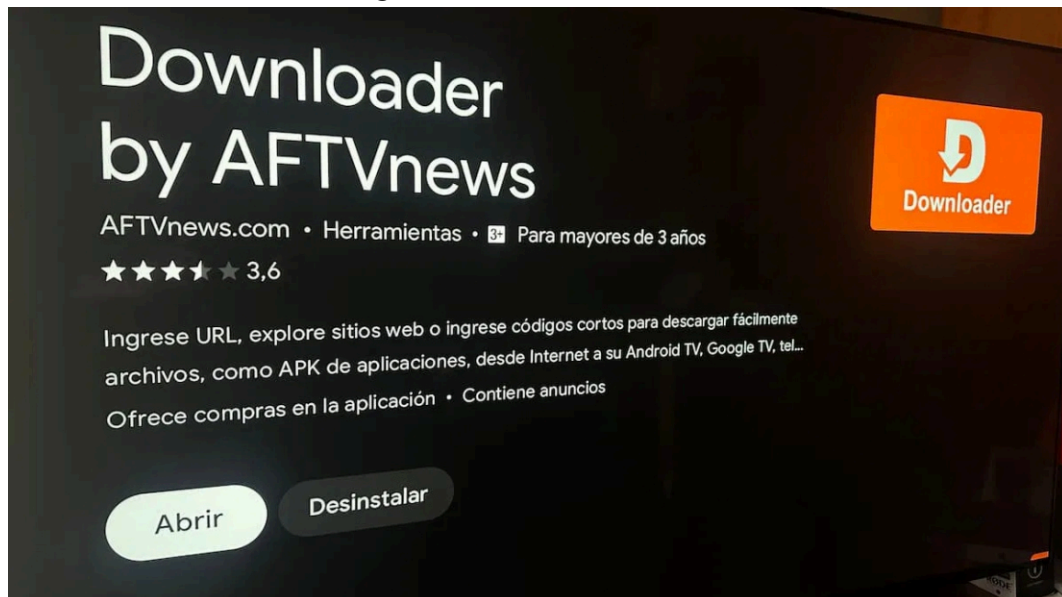 Downloader
by AFTVnews
AFTVnews.com • Herramientas • 3+ Para mayores de 3 años
3,6
Ingrese URL, explore sitios web o ingrese códigos cortos para descargar fácilmente
archivos, como APK de aplicaciones, desde Internet a su Android TV, Google TV, tel...
Ofrece compras en la aplicación • Contiene anuncios
Abrir
Desinstalar
D
Downloader